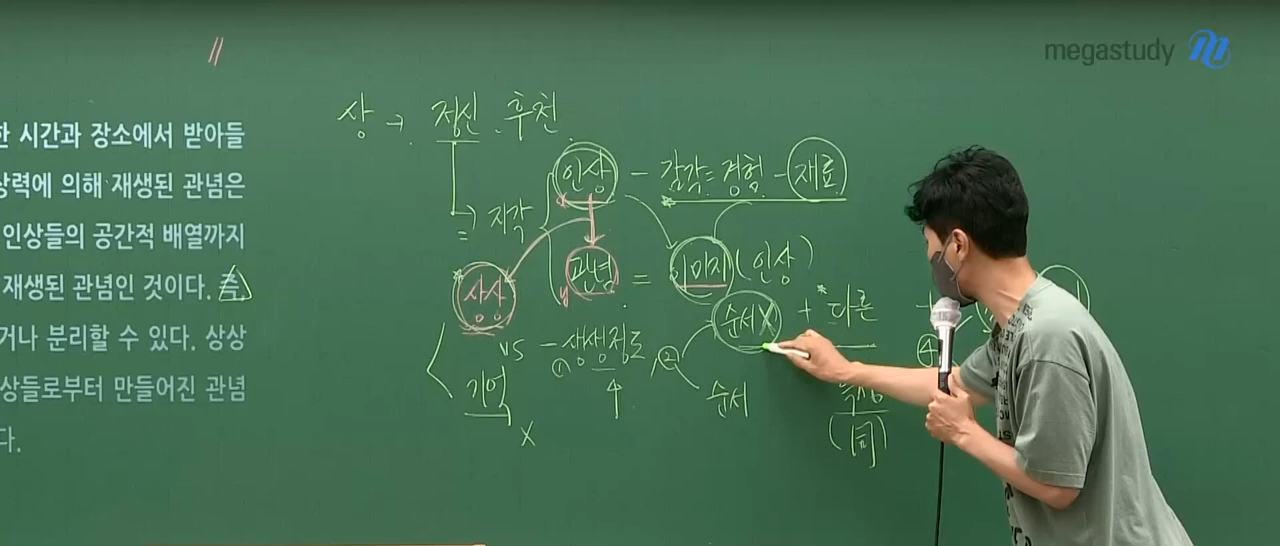 megastudy
한 시간과 장소에서 받아들
상력에 의해 재생된 관념은
인상들의 공간적 배열까지
재생된 관념인 것이다. 즉,
거나 분리할 수 있다. 상상
상들로부터 만들어진 관념
다.
상 → 정신, 후천
인상 - 감각 = 경험 - 재료
⇒ 지각
관념 = 이미지 (인상)
상상
순서X + *다른
vs - 생생정도
① ②
기억
순서
X
④
(同)